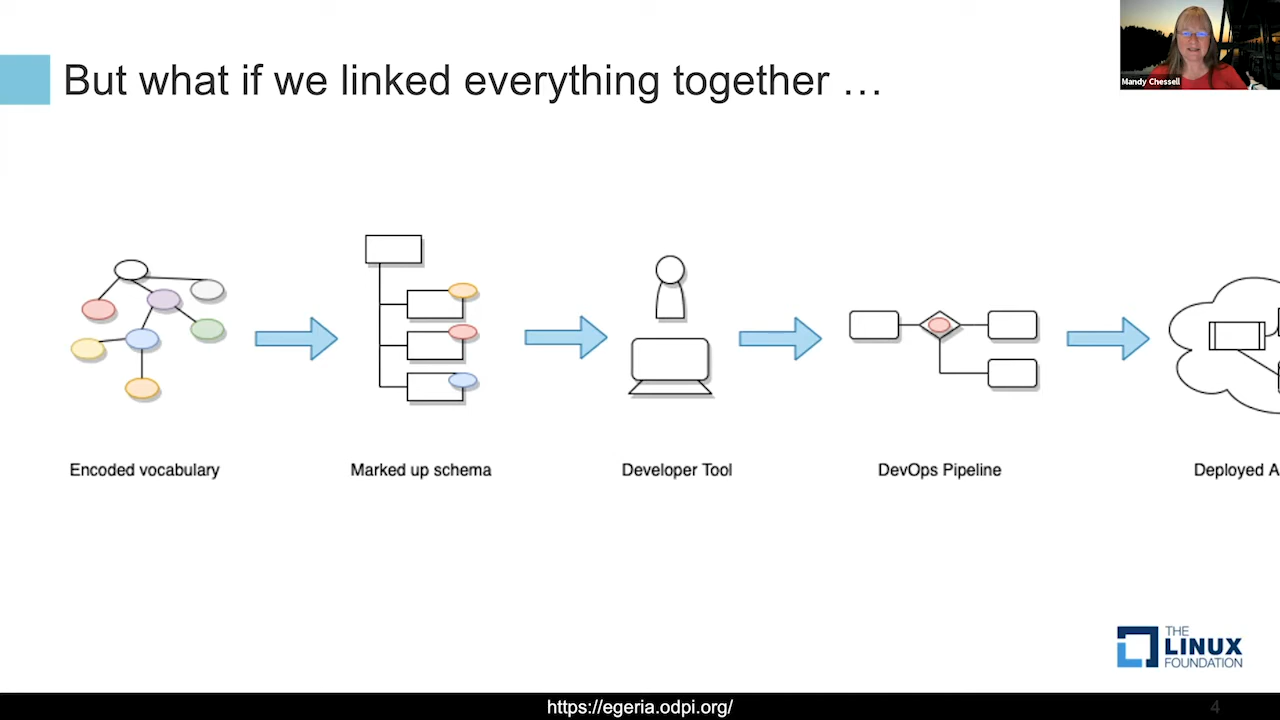 But what if we linked everything together …
Mandy Chessell
Encoded vocabulary
Marked up schema
Developer Tool
DevOps Pipeline
Deployed A
THE
LINUX
FOUNDATION
https://egeria.odpi.org/
4